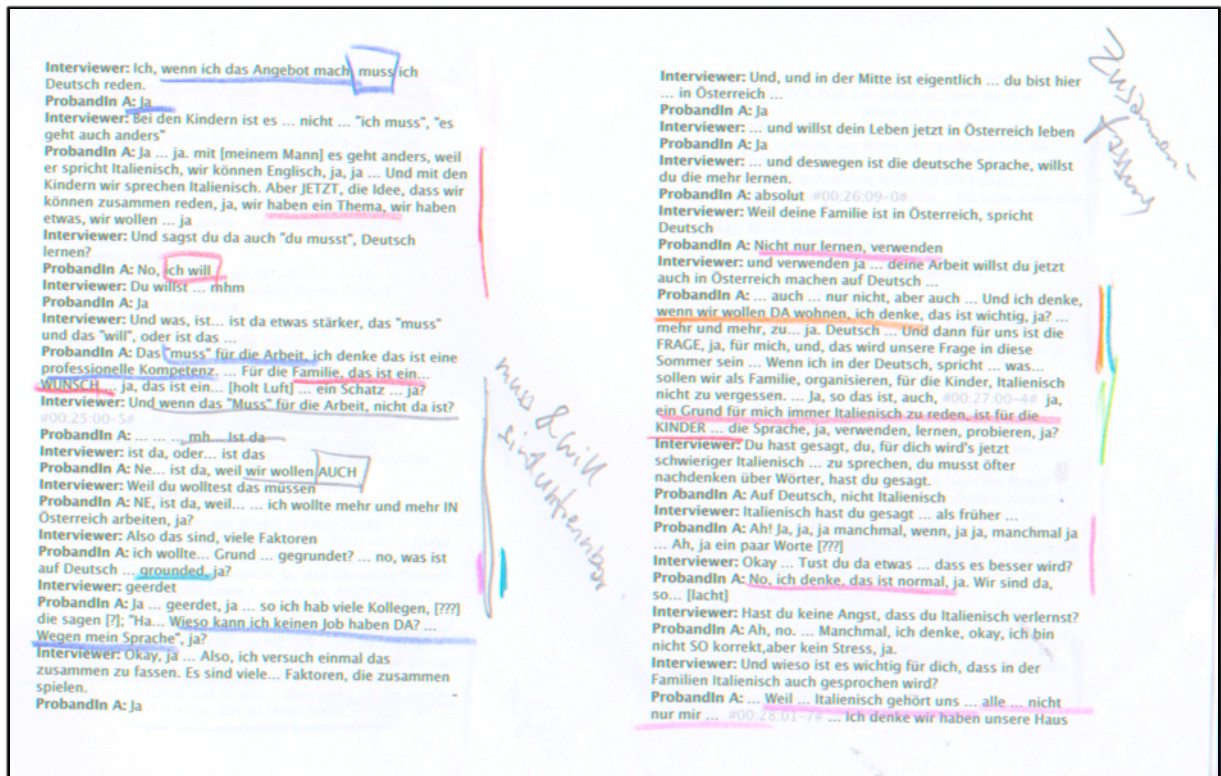 Interviewer: Ich, wenn ich das Angebot mach, muss ich
Deutsch reden.
ProbandIn A: Ja
Interviewer: Bei den Kindern ist es ... nicht ... "ich muss", "es
geht auch anders"
ProbandIn A: Ja ... ja. mit [meinem Mann] es geht anders, weil
er spricht Italienisch, wir können Englisch, ja, ja ... Und mit den
Kindern wir sprechen Italienisch. Aber JETZT, die Idee, dass wir
können zusammen reden, ja, wir haben ein Thema, wir haben
etwas, wir wollen ... ja
Interviewer: Und sagst du da auch "du musst", Deutsch
lernen?
ProbandIn A: No, ich will
Interviewer: Du willst ... mhm
ProbandIn A: Ja
Interviewer: Und was, ist... ist da etwas stärker, das "muss"
und das "will", oder ist das ...
ProbandIn A: Das "muss" für die Arbeit, ich denke das ist eine
professionelle Kompetenz. ... Für die Familie, das ist ein...
WUNSCH ... ja, das ist ein... [holt Luft] ... ein Schatz ... ja?
Interviewer: Und wenn das "Muss" für die Arbeit, nicht da ist?
#00:25:00-5#
ProbandIn A: ... ... ... mh... Ist da
Interviewer: ist da, oder... ist das
ProbandIn A: Ne... ist da, weil wir wollen AUCH
Interviewer: Weil du wolltest das müssen
ProbandIn A: NE, ist da, weil... ... ich wollte mehr und mehr IN
Österreich arbeiten, ja?
Interviewer: Also das sind, viele Faktoren
ProbandIn A: ich wollte... Grund ... gegrundet? ... no, was ist
auf Deutsch ... grounded, ja?
Interviewer: geerdet
ProbandIn A: Ja ... geerdet, ja ... so ich hab viele Kollegen, [???]
die sagen [?]; "Ha... Wieso kann ich keinen Job haben DA? ...
Wegen mein Sprache", ja?
Interviewer: Okay, ja ... Also, ich versuch einmal das
zusammen zu fassen. Es sind viele... Faktoren, die zusammen
spielen.
ProbandIn A: Ja
muss & will
sind untrennbar
Interviewer: Und, und in der Mitte ist eigentlich ... du bist hier
... in Österreich ...
ProbandIn A: Ja
Interviewer: ... und willst dein Leben jetzt in Österreich leben
ProbandIn A: Ja
Interviewer: ... und deswegen ist die deutsche Sprache, willst
du die mehr lernen.
ProbandIn A: absolut #00:26:09-0#
Interviewer: Weil deine Familie ist in Österreich, spricht
Deutsch
ProbandIn A: Nicht nur lernen, verwenden
Interviewer: und verwenden ja ... deine Arbeit willst du jetzt
auch in Österreich machen auf Deutsch ...
ProbandIn A: ... auch ... nur nicht, aber auch ... Und ich denke,
wenn wir wollen DA wohnen, ich denke, das ist wichtig, ja? ...
mehr und mehr, zu... ja. Deutsch ... Und dann für uns ist die
FRAGE, ja, für mich, und, das wird unsere Frage in diese
Sommer sein ... Wenn ich in der Deutsch, spricht ... was...
sollen wir als Familie, organisieren, für die Kinder, Italienisch
nicht zu vergessen. ... Ja, so das ist, auch, #00:27:00-4# ja,
ein Grund für mich immer Italienisch zu reden, ist für die
KINDER ... die Sprache, ja, verwenden, lernen, probieren, ja?
Interviewer: Du hast gesagt, du, für dich wird's jetzt
schwieriger Italienisch ... zu sprechen, du musst öfter
nachdenken über Wörter, hast du gesagt.
ProbandIn A: Auf Deutsch, nicht Italienisch
Interviewer: Italienisch hast du gesagt ... als früher ...
ProbandIn A: Ah! Ja, ja, ja manchmal, wenn, ja ja, manchmal ja
... Ah, ja ein paar Worte [???]
Interviewer: Okay ... Tust du da etwas ... dass es besser wird?
ProbandIn A: No, ich denke, das ist normal, ja. Wir sind da,
so... [lacht]
Interviewer: Hast du keine Angst, dass du Italienisch verlernst?
ProbandIn A: Ah, no. ... Manchmal, ich denke, okay, ich bin
nicht SO korrekt,aber kein Stress, ja.
Interviewer: Und wieso ist es wichtig für dich, dass in der
Familien Italienisch auch gesprochen wird?
ProbandIn A: ... Weil ... Italienisch gehört uns ... alle ... nicht
nur mir ... #00:28:01-7# ... Ich denke wir haben unsere Haus
Zusammen-
fassung